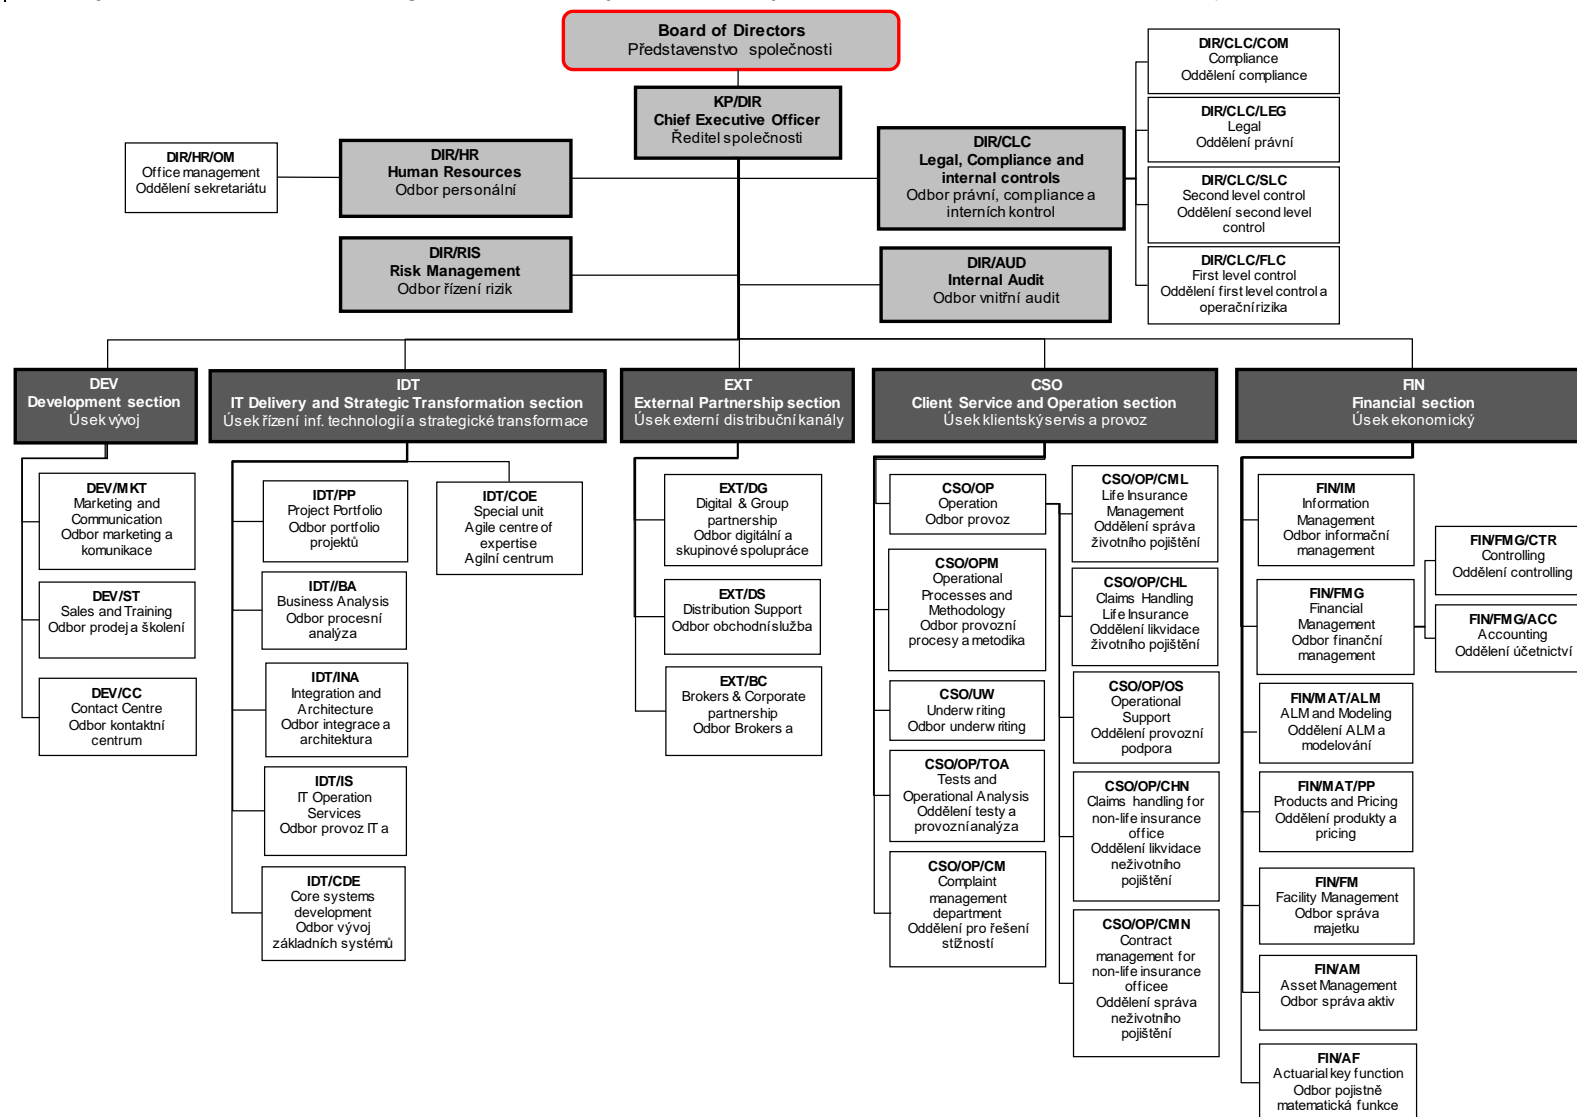 Board of Directors
Představenstvo společnosti
KP/DIR
Chief Executive Officer
Ředitel společnosti
DIR/HR/OM
Office management
Oddělení sekretariátu
DIR/HR
Human Resources
Odbor personální
DIR/CLC
Legal, Compliance and
internal controls
Odbor právní, compliance a
interních kontrol
DIR/CLC/COM
Compliance
Oddělení compliance
DIR/CLC/LEG
Legal
Oddělení právní
DIR/CLC/SLC
Second level control
Oddělení second level
control
DIR/CLC/FLC
First level control
Oddělení first level control a
operační rizika
DIR/RIS
Risk Management
Odbor řízení rizik
DIR/AUD
Internal Audit
Odbor vnitřní audit
DEV
Development section
Úsek vývoj
IDT
IT Delivery and Strategic Transformation section
Úsek řízení inf. technologií a strategické transformace
EXT
External Partnership section
Úsek externí distribuční kanály
CSO
Client Service and Operation section
Úsek klientský servis a provoz
FIN
Financial section
Úsek ekonomický
DEV/MKT
Marketing and
Communication
Odbor marketing a
komunikace
DEV/ST
Sales and Training
Odbor prodej a školení
DEV/CC
Contact Centre
Odbor kontaktní
centrum
IDT/PP
Project Portfolio
Odbor portfolio
projektů
IDT//BA
Business Analysis
Odbor procesní
analýza
IDT/INA
Integration and
Architecture
Odbor integrace a
architektura
IDT/IS
IT Operation
Services
Odbor provoz IT a
IDT/CDE
Core systems
development
Odbor vývoj
základních systémů
IDT/COE
Special unit
Agile centre of
expertise
Agilní centrum
EXT/DG
Digital & Group
partnership
Odbor digitální a
skupinové spolupráce
EXT/DS
Distribution Support
Odbor obchodní služba
EXT/BC
Brokers & Corporate
partnership
Odbor Brokers a
CSO/OP
Operation
Odbor provoz
CSO/OPM
Operational
Processes and
Methodology
Odbor provozní
procesy a metodika
CSO/UW
Underwriting
Odbor underwriting
CSO/OP/TOA
Tests and
Operational Analysis
Oddělení testy a
provozní analýza
CSO/OP/CM
Complaint
management
department
Oddělení pro řešení
stížností
CSO/OP/CML
Life Insurance
Management
Oddělení správa
životního pojištění
CSO/OP/CHL
Claims Handling
Life Insurance
Oddělení likvidace
životního pojištění
CSO/OP/OS
Operational
Support
Oddělení provozní
podpora
CSO/OP/CHN
Claims handling for
non-life insurance
office
Oddělení likvidace
neživotního
pojištění
CSO/OP/CMN
Contract
management for
non-life insurance
officee
Oddělení správa
neživotního
pojištění
FIN/IM
Information
Management
Odbor informační
management
FIN/FMG
Financial
Management
Odbor finanční
management
FIN/FMG/CTR
Controlling
Oddělení controlling
FIN/FMG/ACC
Accounting
Oddělení účetnictví
FIN/MAT/ALM
ALM and Modeling
Oddělení ALM a
modelování
FIN/MAT/PP
Products and Pricing
Oddělení produkty a
pricing
FIN/FM
Facility Management
Odbor správa
majetku
FIN/AM
Asset Management
Odbor správa aktiv
FIN/AF
Actuarial key function
Odbor pojistně
matematická funkce